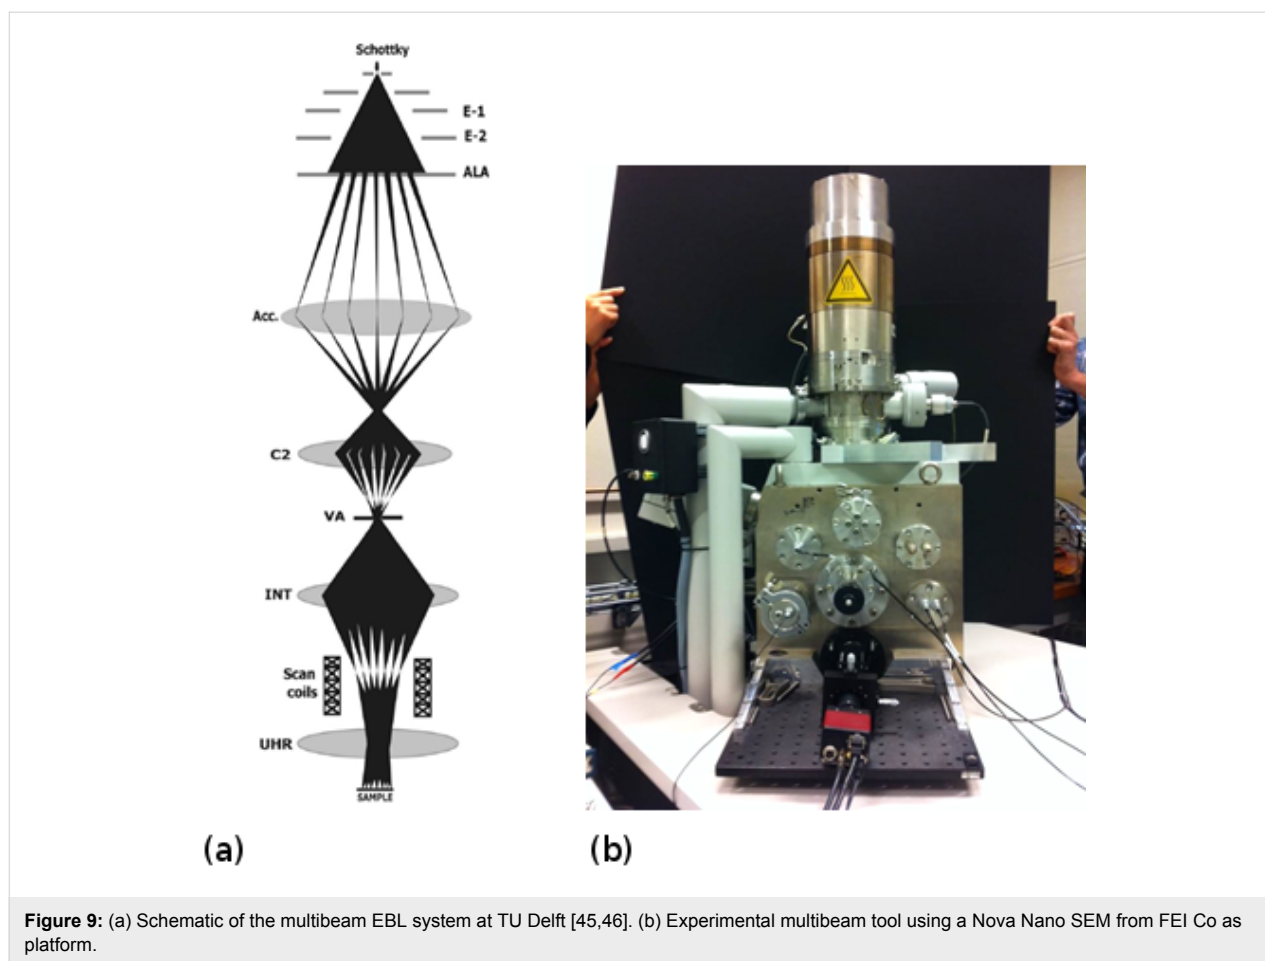 Schottky
E-1
E-2
ALA
Acc.
C2
VA
INT
Scan
coils
UHR
SAMPLE
(a)
(b)
Figure 9: (a) Schematic of the multibeam EBL system at TU Delft [45,46]. (b) Experimental multibeam tool using a Nova Nano SEM from FEI Co as
platform.